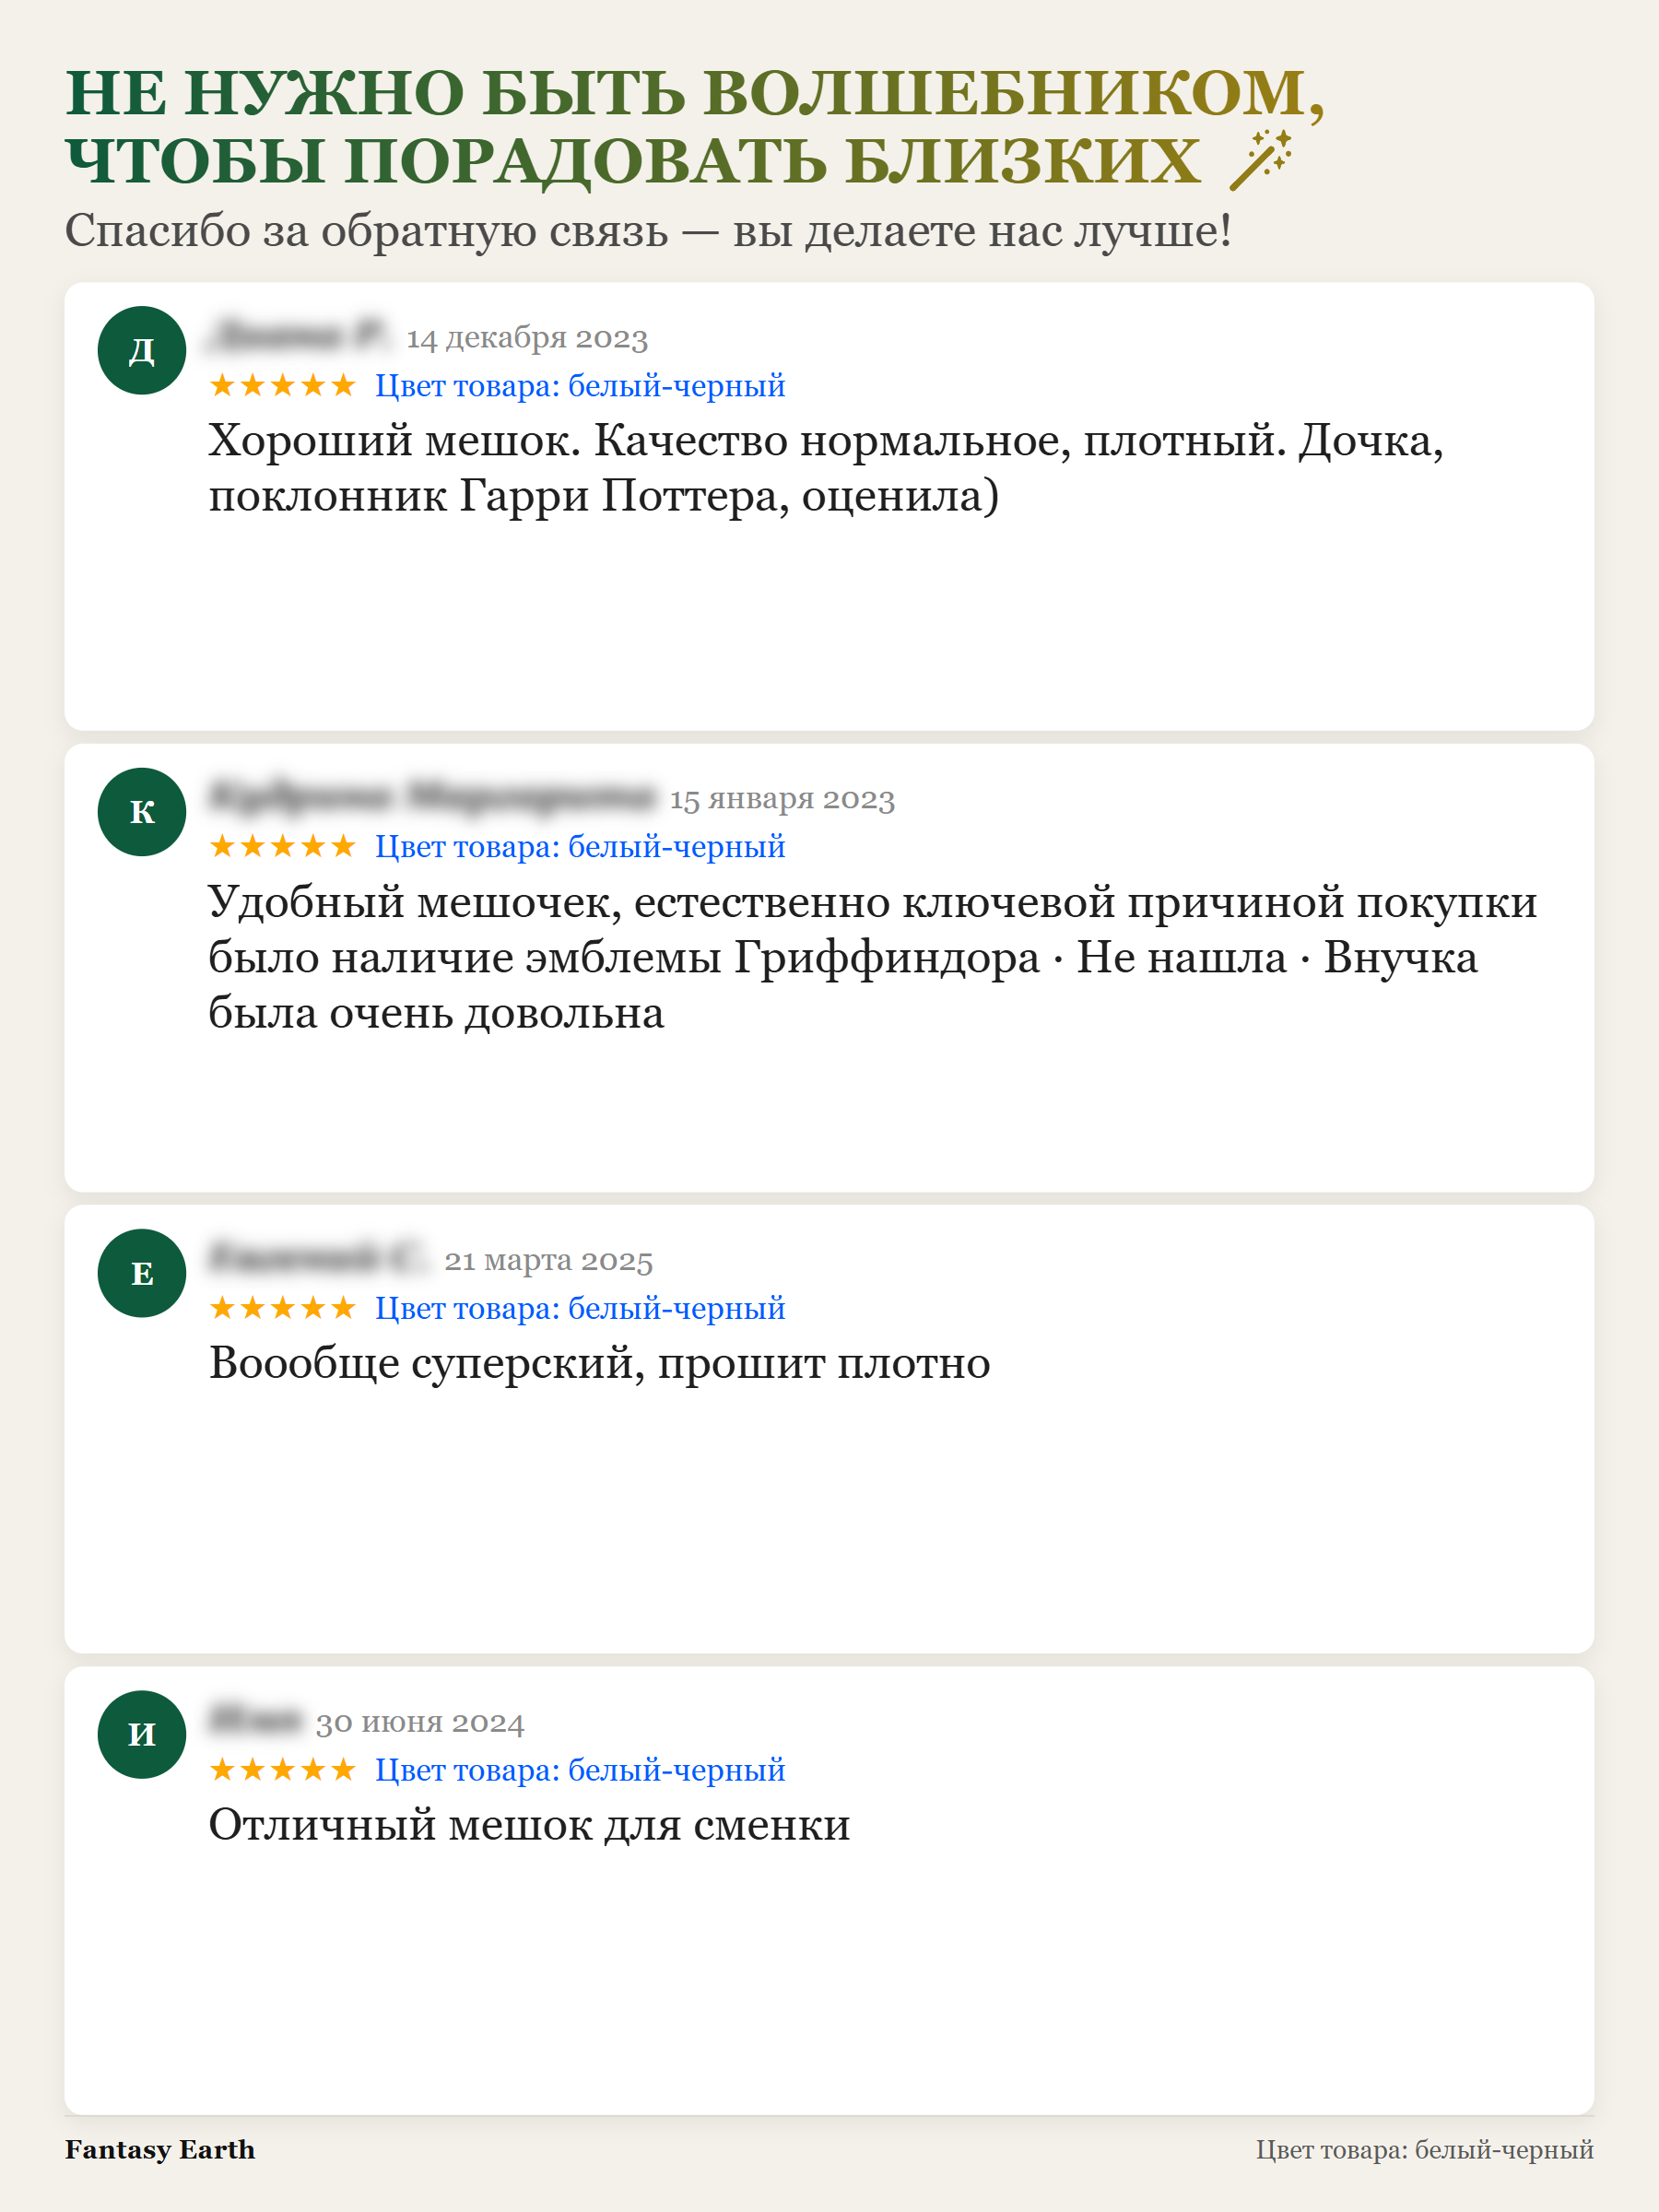 НЕ НУЖНО БЫТЬ ВОЛШЕБНИКОМ,
ЧТОБЫ ПОРАДОВАТЬ БЛИЗКИХ
Спасибо за обратную связь — вы делаете нас лучше!
Д
14 декабря 2023
★★★★★ Цвет товара: белый-черный
Хороший мешок. Качество нормальное, плотный. Дочка,
поклонник Гарри Поттера, оценила)
К
15 января 2023
★★★★★ Цвет товара: белый-черный
Удобный мешочек, естественно ключевой причиной покупки
было наличие эмблемы Гриффиндора · Не нашла · Внучка
была очень довольна
Е
21 марта 2025
★★★★★ Цвет товара: белый-черный
Воообще суперский, прошит плотно
И
30 июня 2024
★★★★★ Цвет товара: белый-черный
Отличный мешок для сменки
Fantasy Earth
Цвет товара: белый-черный